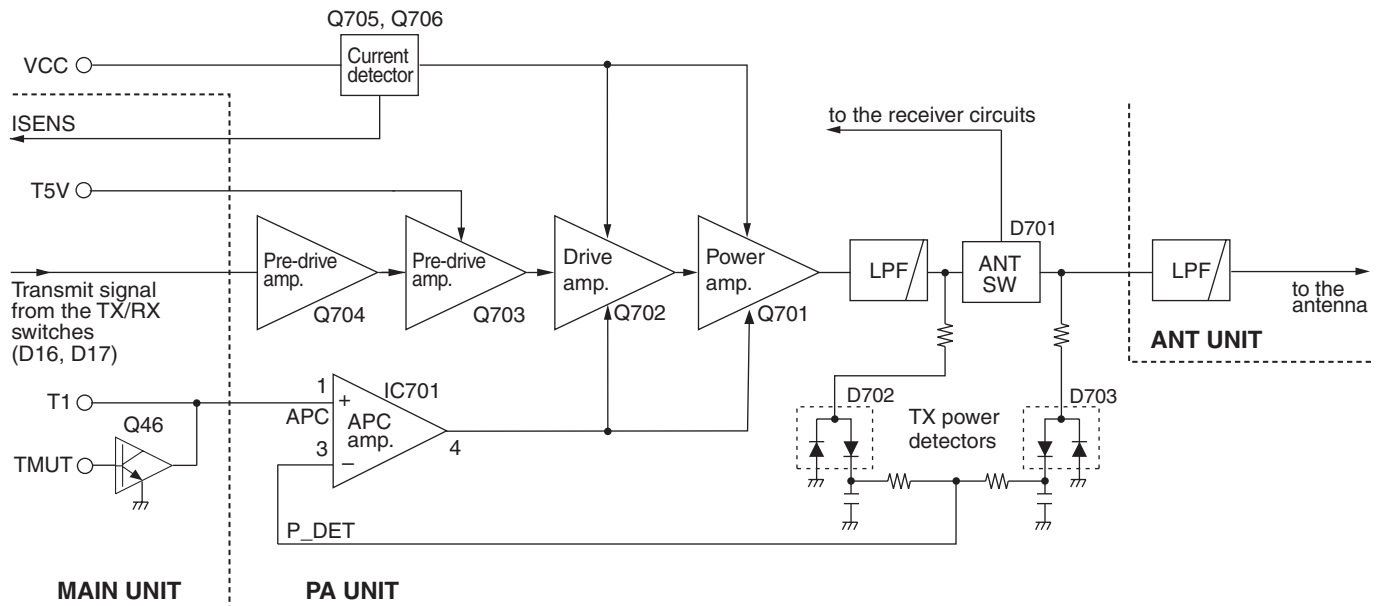 Q705, Q706
VCC
Current
detector
ISENS
to the receiver circuits
T5V
D701
Pre-drive
amp.
Q704
Pre-drive
amp.
Q703
Drive
amp.
Q702
Power
amp.
Q701
LPF
ANT
SW
LPF
to the
antenna
Transmit signal
from the TX/RX
switches
(D16, D17)
ANT UNIT
T1
Q46
TMUT
1
APC
3
+
APC
amp.
–
IC701
4
D702
TX power
detectors
D703
P_DET
MAIN UNIT
PA UNIT